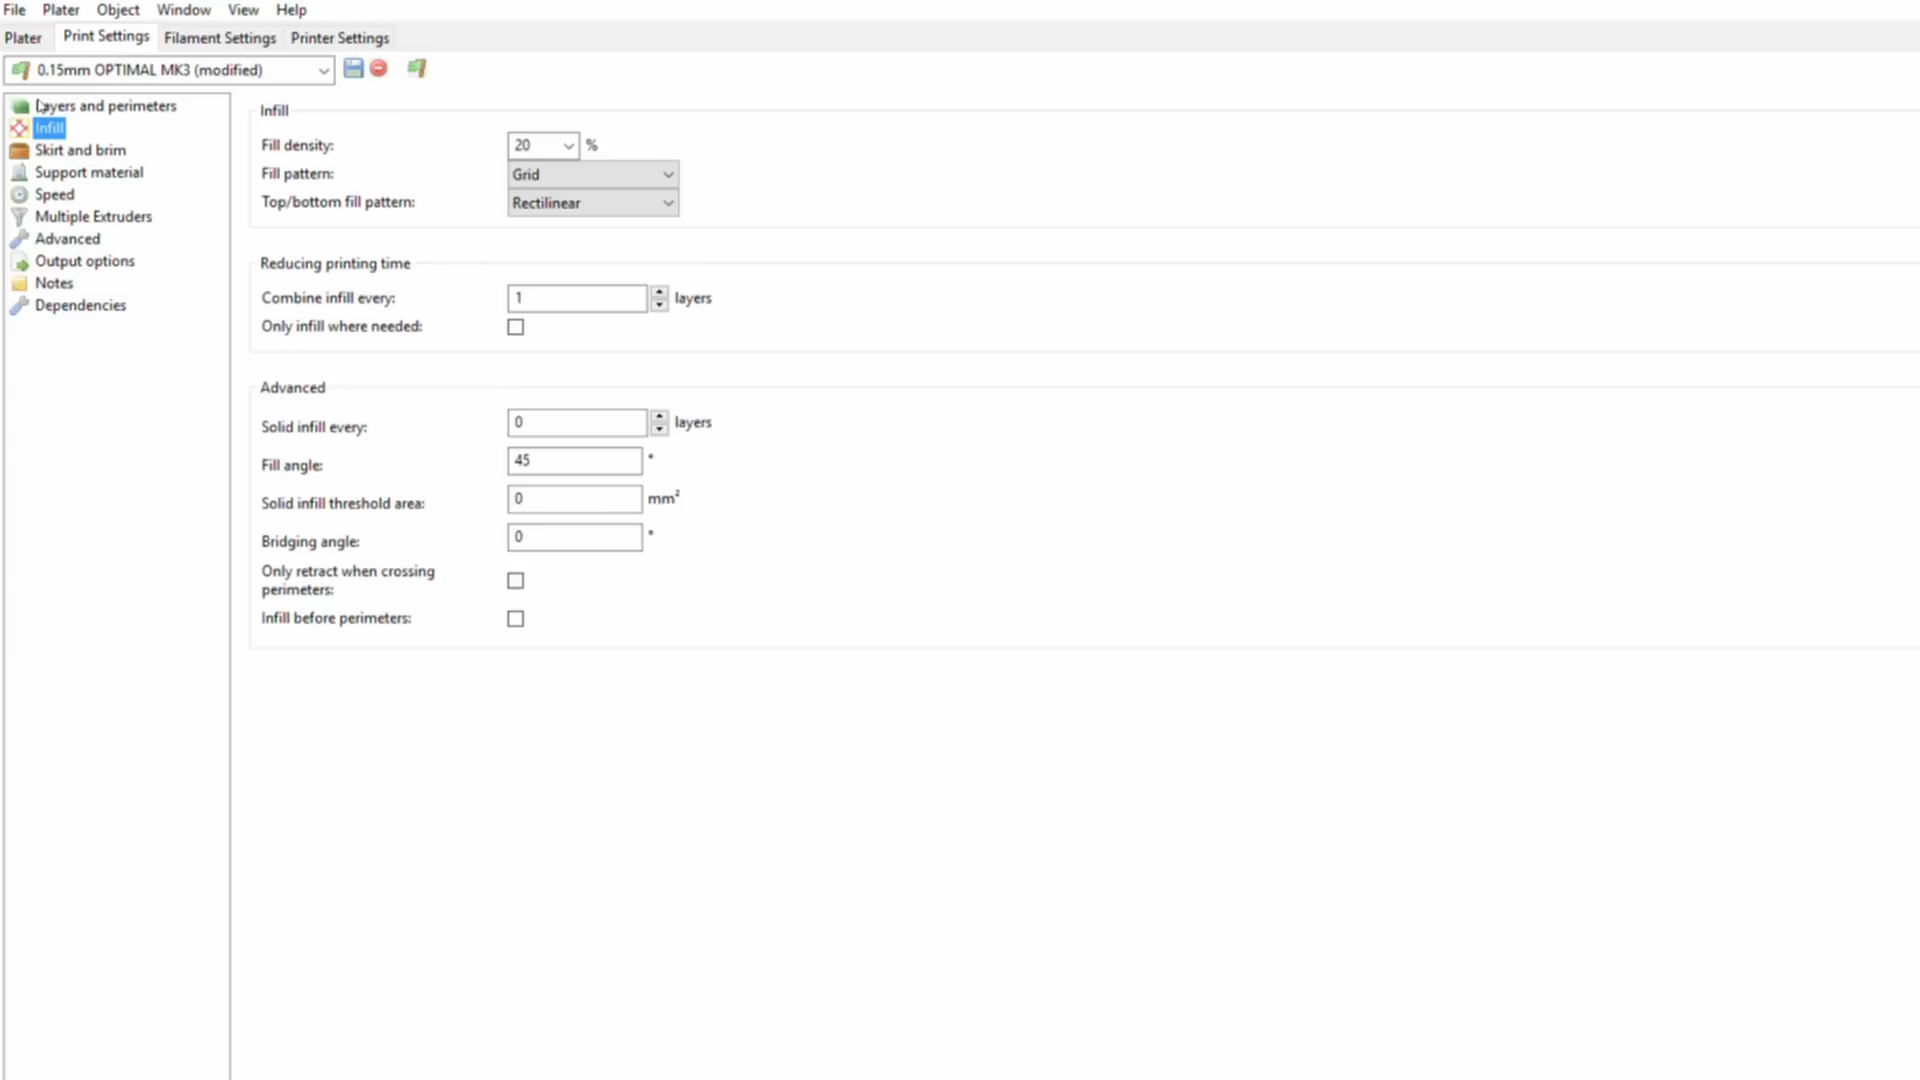 File Plater Object Window View Help
Plater Print Settings Filament Settings Printer Settings
0.15mm OPTIMAL MK3 (modified)
Layers and perimeters
Infill
Skirt and brim
Support material
Speed
Multiple Extruders
Advanced
Output options
Notes
Dependencies
Infill
Fill density: 20 %
Fill pattern: Grid
Top/bottom fill pattern: Rectilinear
Reducing printing time
Combine infill every: 1 layers
Only infill where needed:
Advanced
Solid infill every: 0 layers
Fill angle: 45 °
Solid infill threshold area: 0 mm²
Bridging angle: 0 °
Only retract when crossing
perimeters:
Infill before perimeters: